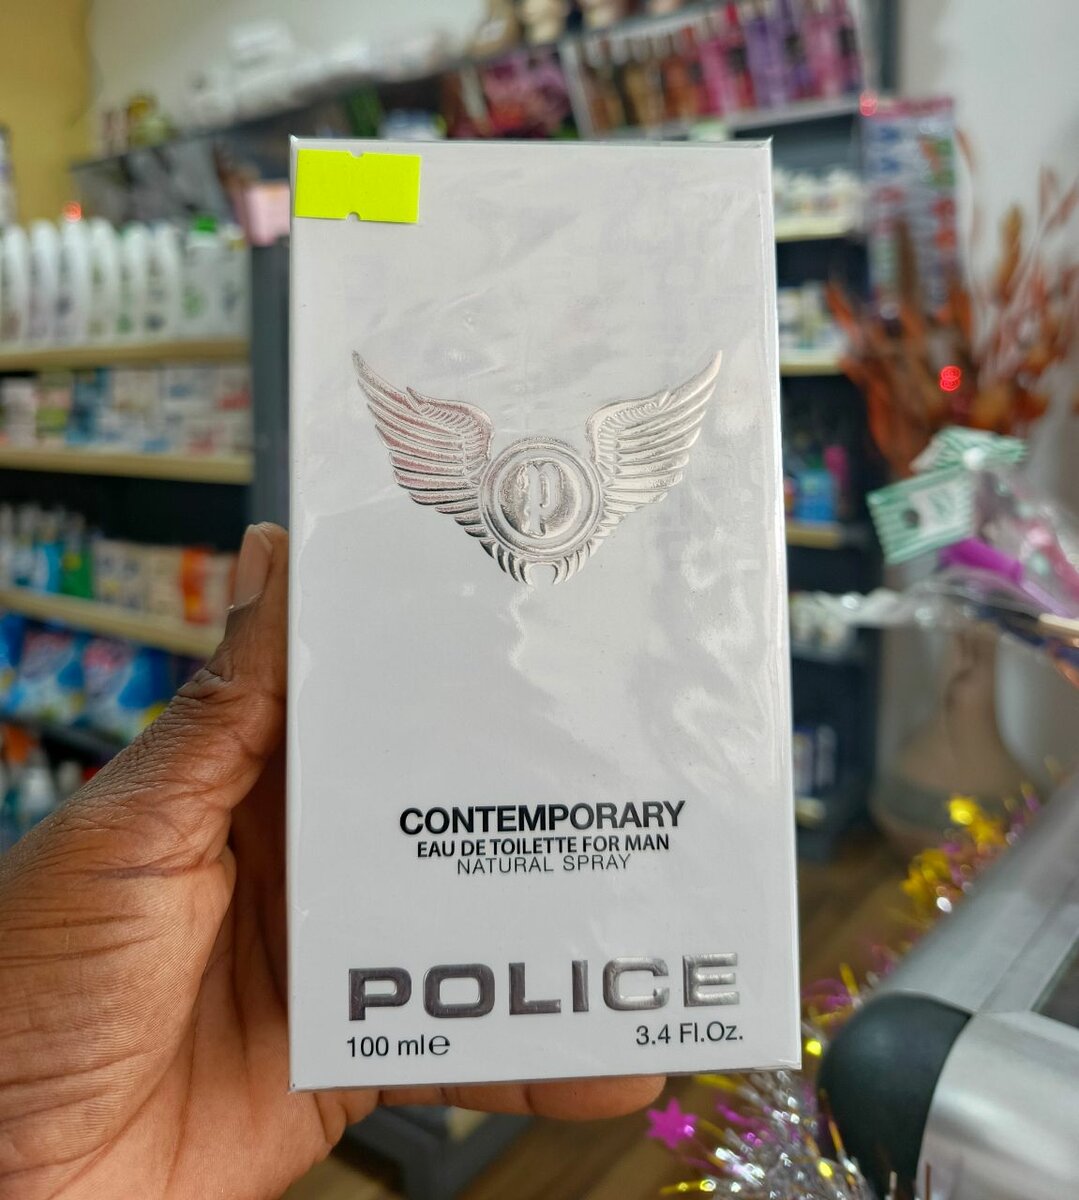 P
CONTEMPORARY
EAU DE TOILETTE FOR MAN
NATURAL SPRAY
POLICE
100 ml℮
3.4 Fl.Oz.